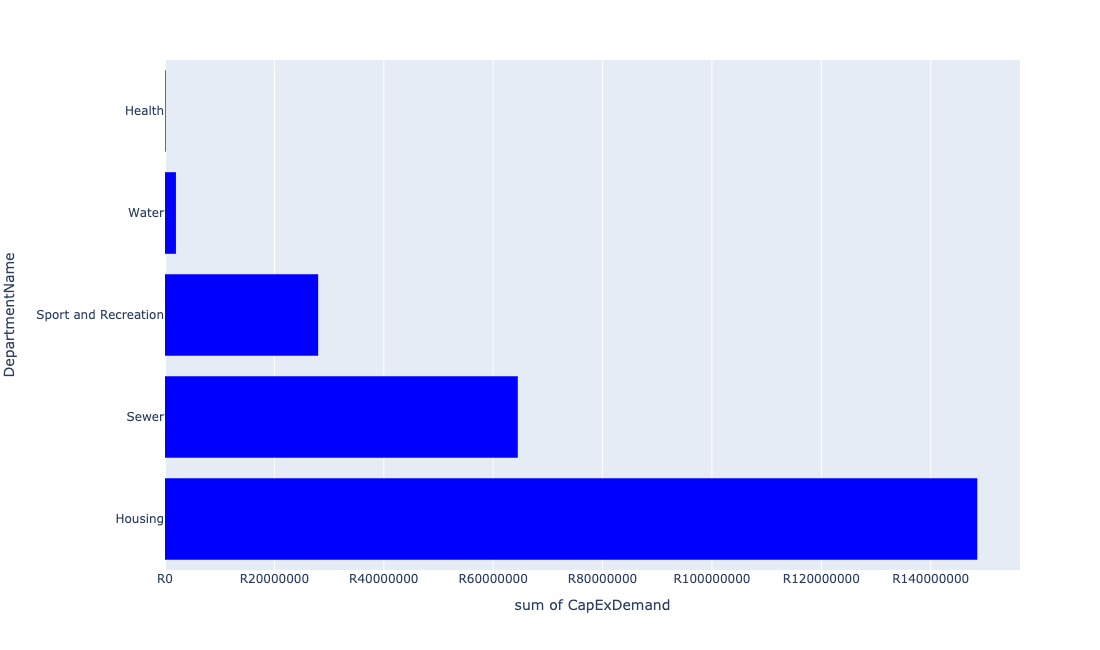 Health
Water
Sport and Recreation
Sewer
Housing
DepartmentName
R0
R20000000
R40000000
R60000000
R80000000
R100000000
R120000000
R140000000
sum of CapExDemand